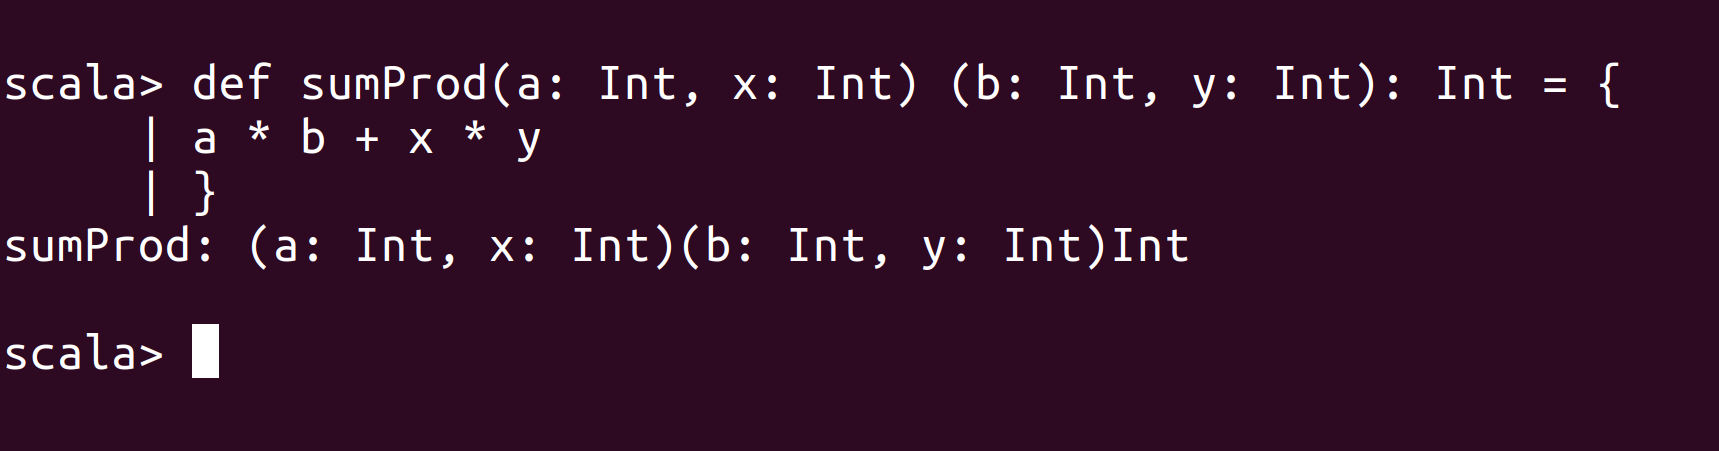 scala> def sumProd(a: Int, x: Int) (b: Int, y: Int): Int = {
     | a * b + x * y
     | }
sumProd: (a: Int, x: Int)(b: Int, y: Int)Int
scala>